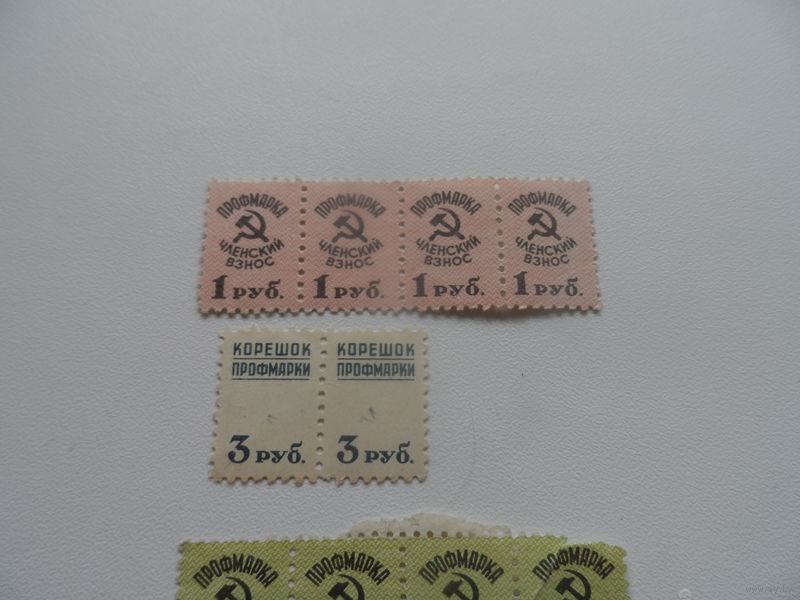 ПРОФМАРКА ПРОФМАРКА ПРОФМАРКА ПРОФМАРКА
ЧЛЕНСКИЙ ЧЛЕНСКИЙ ЧЛЕНСКИЙ ЧЛЕНСКИЙ
ВЗНОС ВЗНОС ВЗНОС ВЗНОС
1 РУБ. 1 РУБ. 1 РУБ. 1 РУБ.
КОРЕШОК КОРЕШОК
ПРОФМАРКИ ПРОФМАРКИ
3 РУБ. 3 РУБ.
ПРОФМАРКА ПРОФМАРКА ПРОФМАРКА ПРОФМАРКА